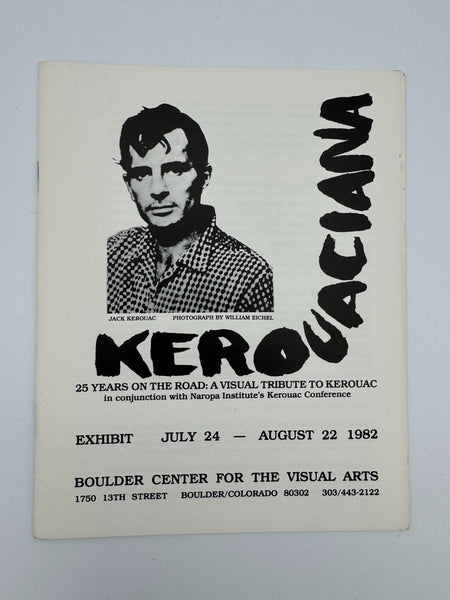 JACK KEROUAC PHOTOGRAPH BY WILLIAM EICHEL
KEROUACIANA
25 YEARS ON THE ROAD: A VISUAL TRIBUTE TO KEROUAC
in conjunction with Naropa Institute's Kerouac Conference
EXHIBIT JULY 24 — AUGUST 22 1982
BOULDER CENTER FOR THE VISUAL ARTS
1750 13TH STREET BOULDER/COLORADO 80302 303/443-2122